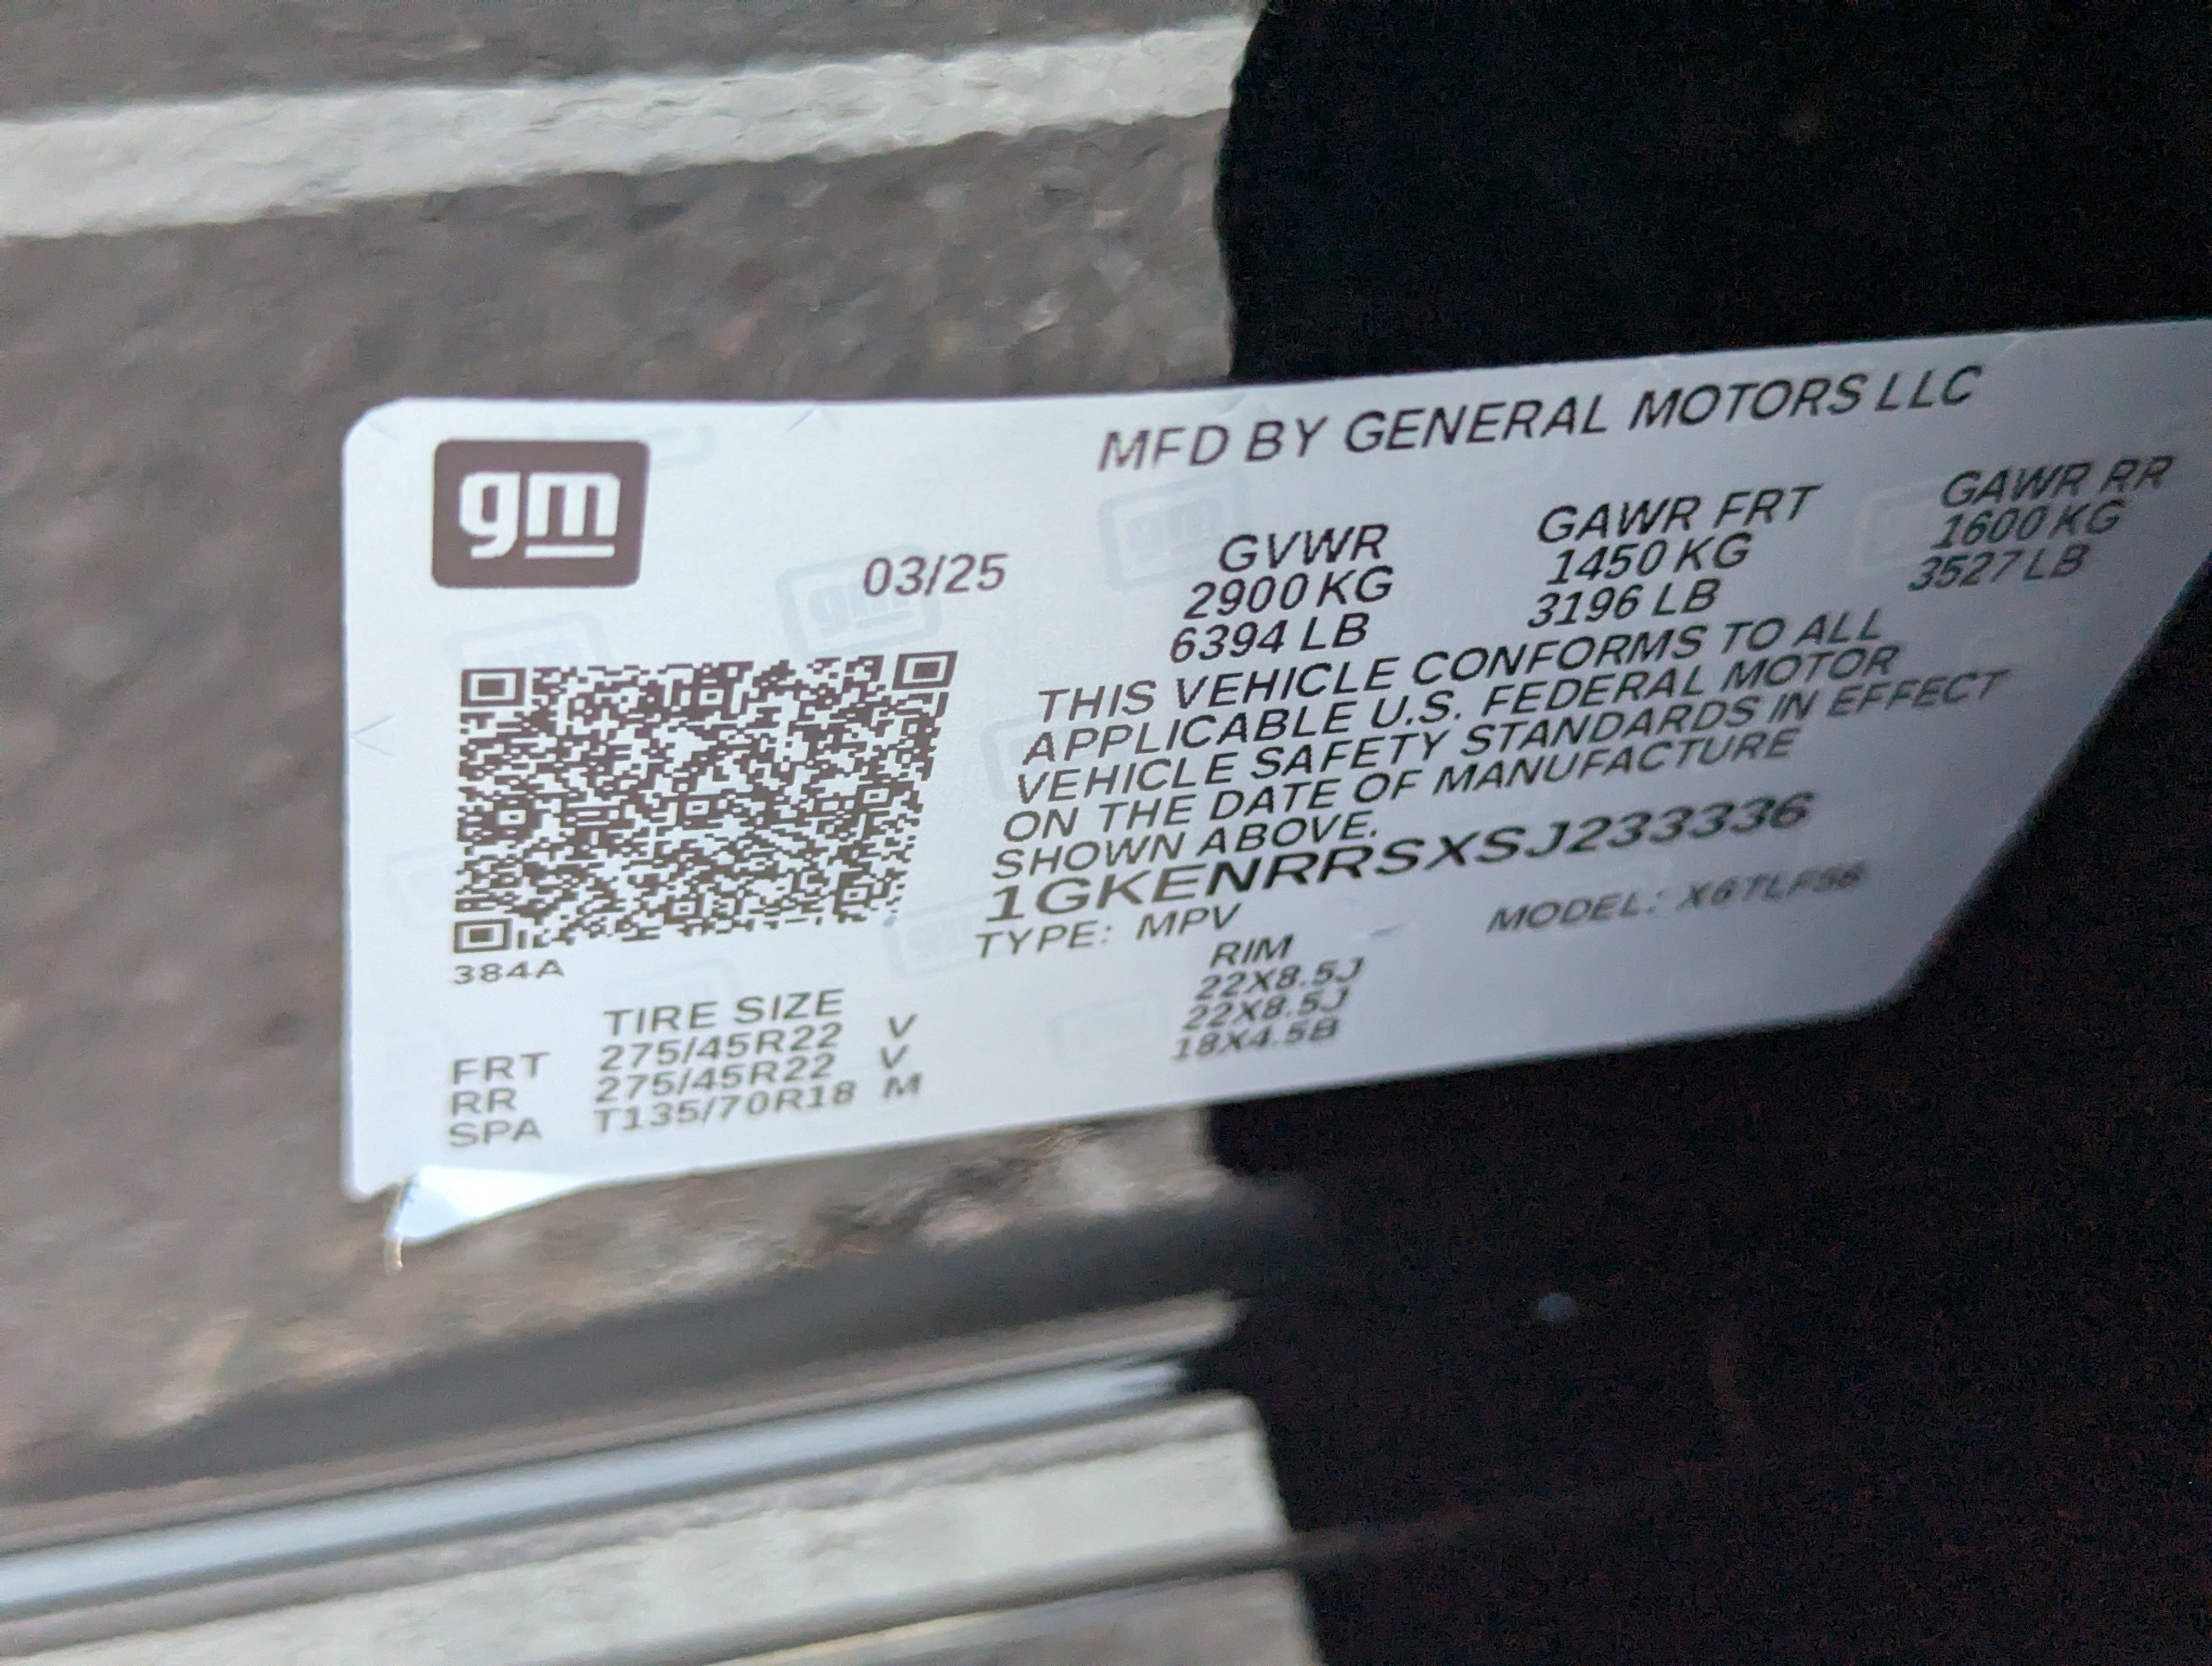 gm
MFD BY GENERAL MOTORS LLC
03/25
GVWR GAWR FRT GAWR RR
2900 KG 1450 KG 1600 KG
6394 LB 3196 LB 3527 LB
THIS VEHICLE CONFORMS TO ALL
APPLICABLE U.S. FEDERAL MOTOR
VEHICLE SAFETY STANDARDS IN EFFECT
ON THE DATE OF MANUFACTURE
SHOWN ABOVE.
1GKENRRSXSJ233336
TYPE: MPV MODEL:
384A
TIRE SIZE RIM
FRT 275/45R22 V 22X8.5J
RR 275/45R22 V 22X8.5J
SPA T135/70R18 M 18X4.5B